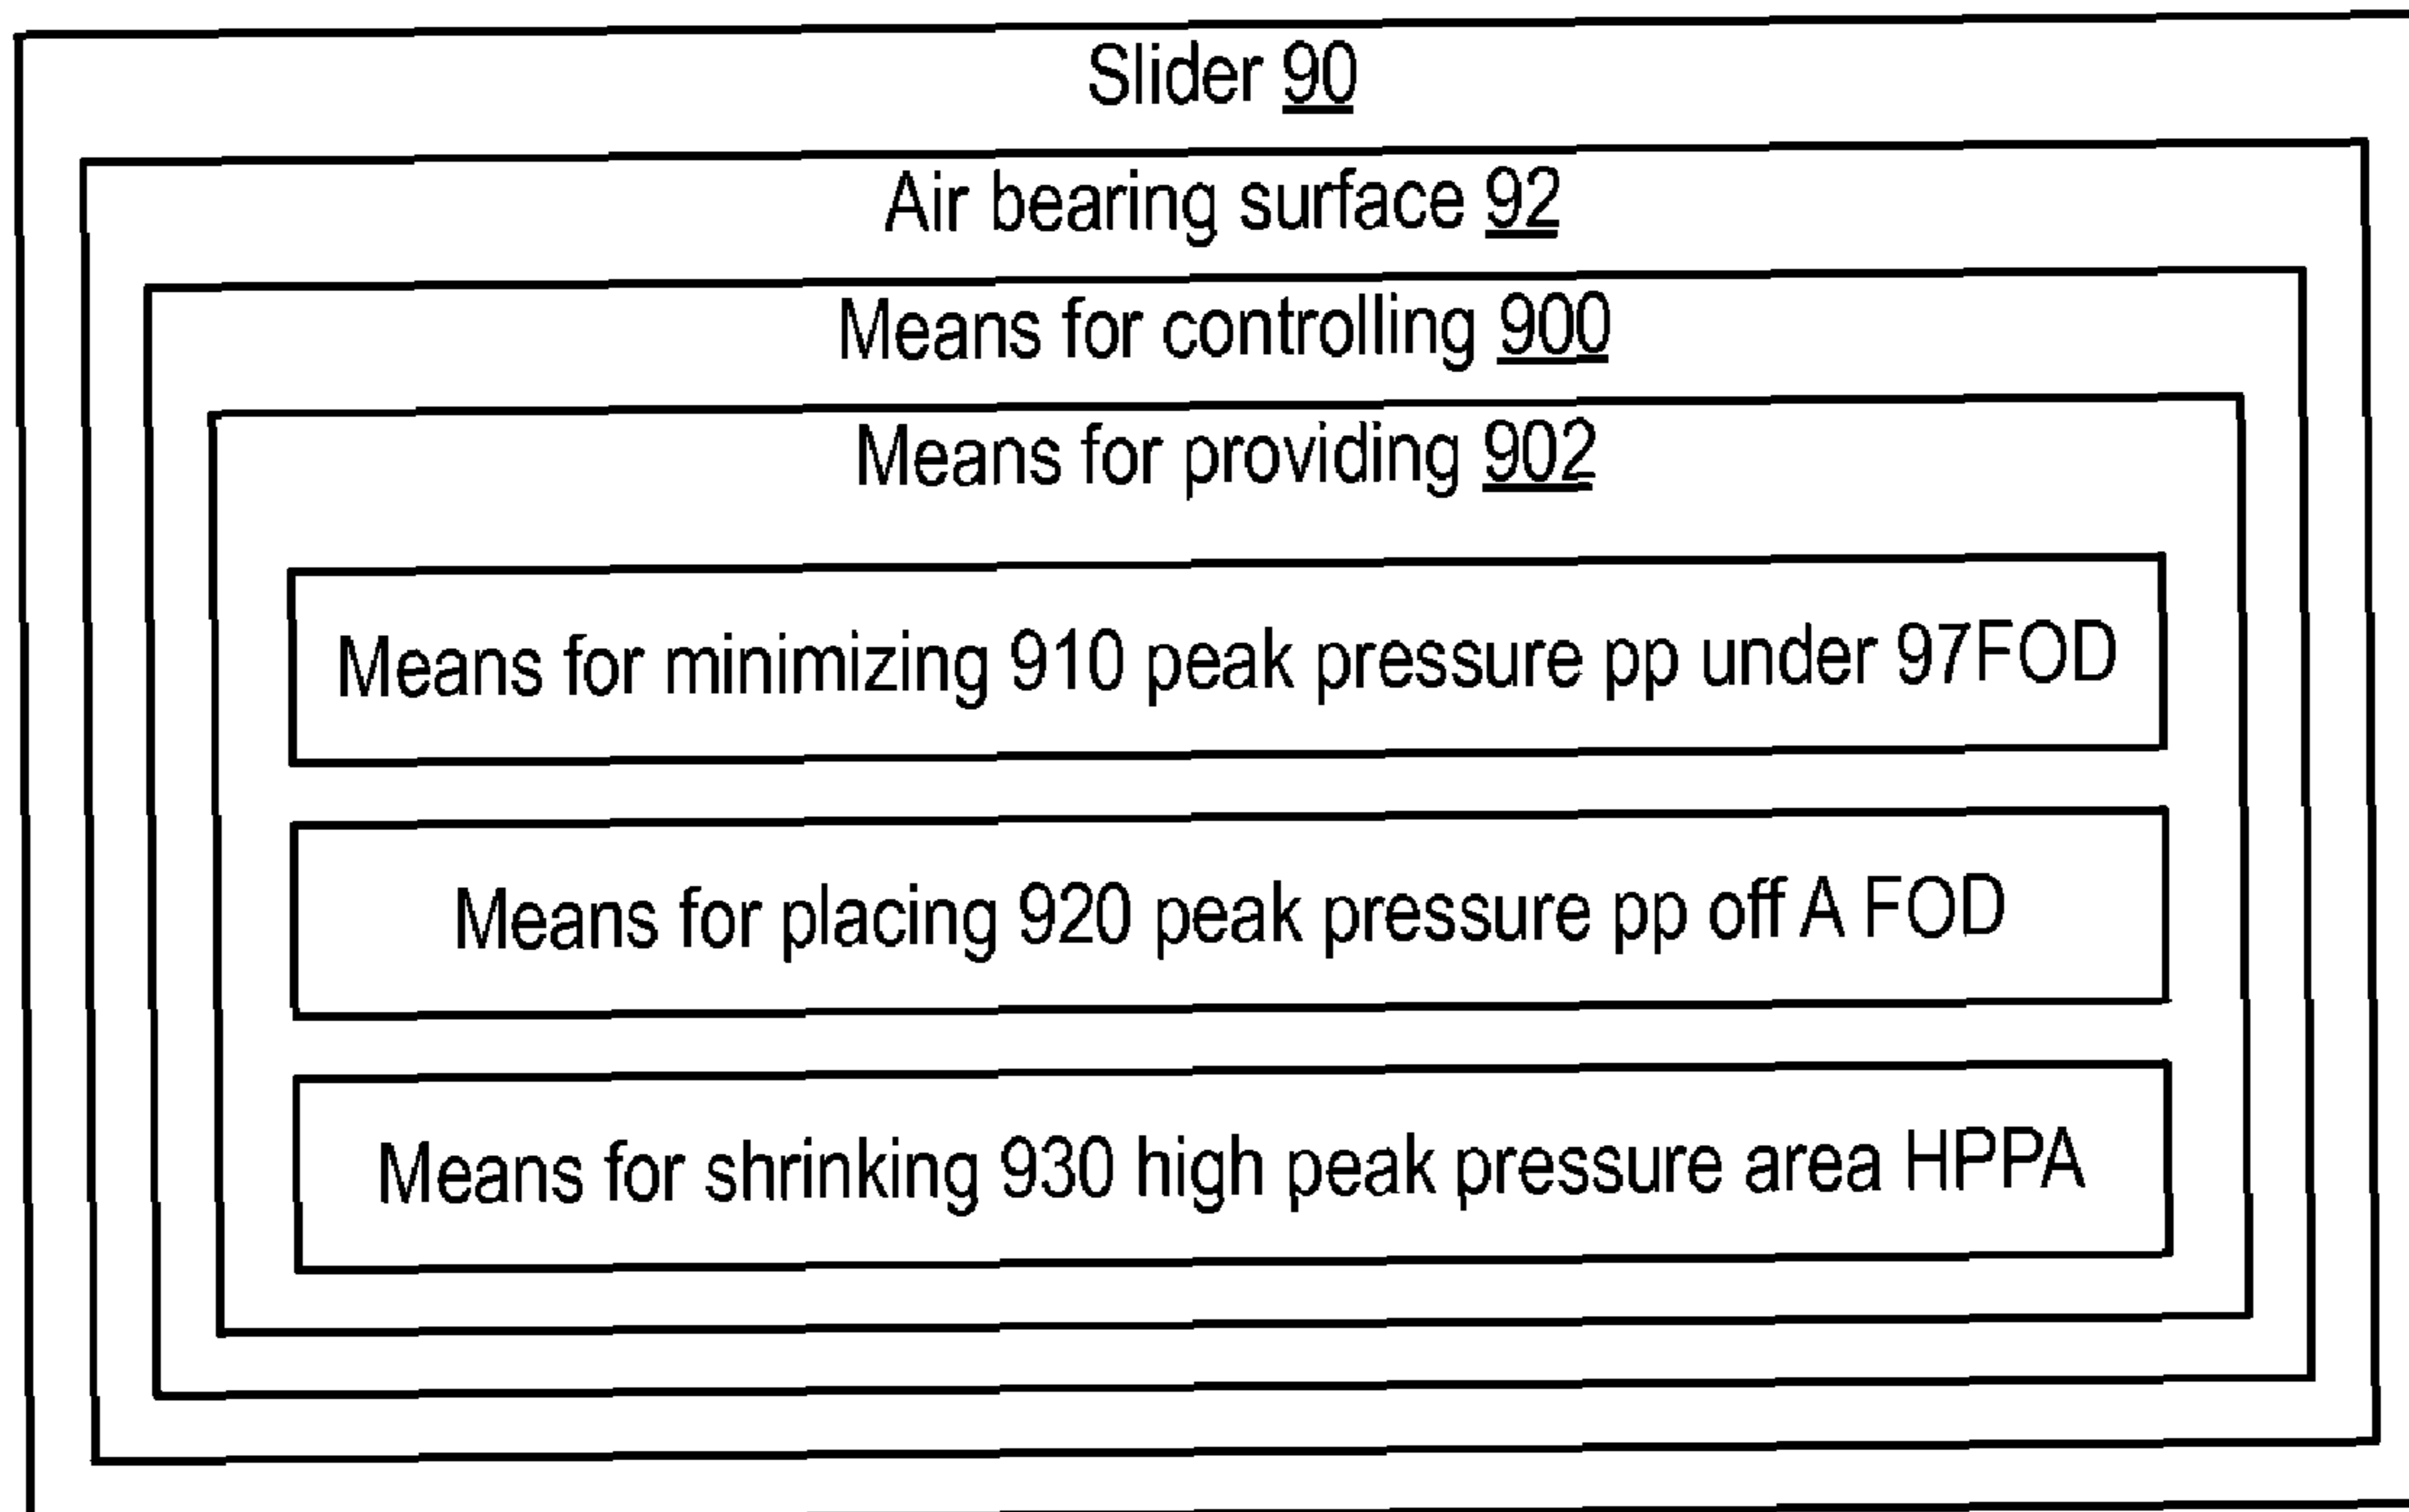 Slider 90
Air bearing surface 92
Means for controlling 900
Means for providing 902
Means for minimizing 910 peak pressure pp under 97FOD
Means for placing 920 peak pressure pp off A FOD
Means for shrinking 930 high peak pressure area HPPA